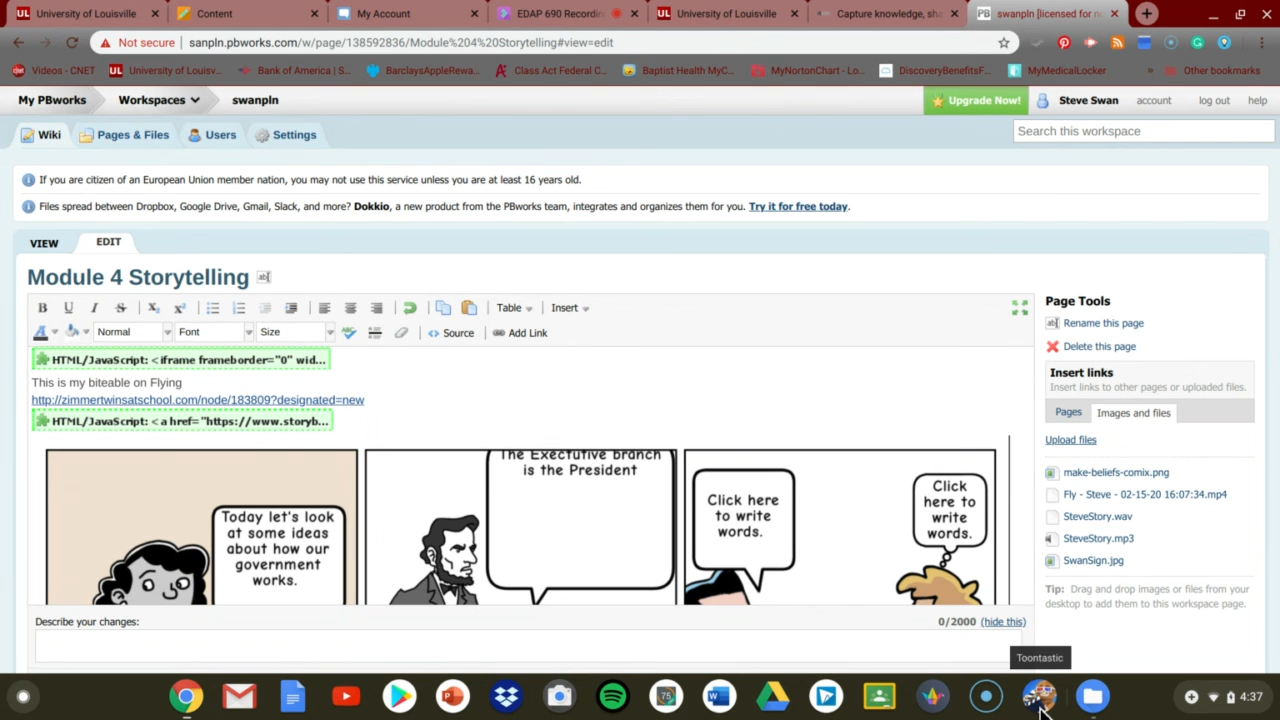 University of Louisville
Content
My Account
EDAP 690 Recordin
University of Louisville
Capture knowledge, sha
swanpln [licensed for n
Not secure | sanpln.pbworks.com/w/page/138592836/Module%204%20Storytelling#view=edit
Videos - CNET
University of Louisv...
Bank of America | S...
BarclaysAppleRewa...
Class Act Federal C...
Baptist Health MyC...
MyNortonChart - Lo...
DiscoveryBenefitsF...
MyMedicalLocker
»
Other bookmarks
My PBworks
Workspaces
swanpln
Upgrade Now!
Steve Swan
account
log out
help
Wiki
Pages & Files
Users
Settings
Search this workspace
If you are citizen of an European Union member nation, you may not use this service unless you are at least 16 years old.
Files spread between Dropbox, Google Drive, Gmail, Slack, and more? Dokkio, a new product from the PBworks team, integrates and organizes them for you. Try it for free today.
VIEW
EDIT
Module 4 Storytelling
Page Tools
Rename this page
Delete this page
Insert links
Insert links to other pages or uploaded files.
Pages
Images and files
Upload files
make-beliefs-comix.png
Fly - Steve - 02-15-20 16:07:34.mp4
SteveStory.wav
SteveStory.mp3
SwanSign.jpg
Tip: Drag and drop images or files from your
desktop to add them to this workspace page.
B U I S X₂ X² Table Insert
A Normal Font Size Source Add Link
HTML/JavaScript: < iframe frameborder="0" wid...
This is my biteable on Flying
http://zimmertwinsatschool.com/node/183809?designated=new
HTML/JavaScript: < a href="https://www.storyb...
Today let's look
at some ideas
about how our
government
works.
The Exectutive branch
is the President
Click here
to write
words.
Click
here to
write
words.
Describe your changes:
0/2000 (hide this)
Toontastic
75
4:37